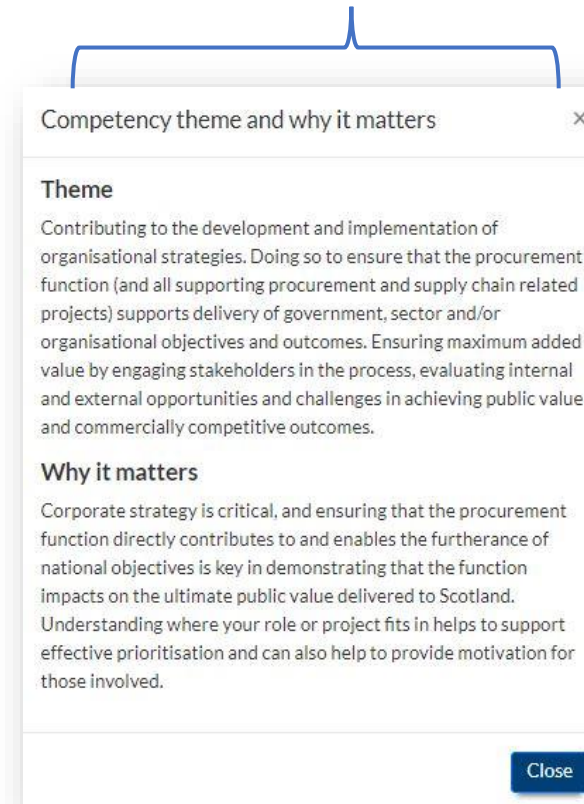 Competency theme and why it matters ×
Theme
Contributing to the development and implementation of
organisational strategies. Doing so to ensure that the procurement
function (and all supporting procurement and supply chain related
projects) supports delivery of government, sector and/or
organisational objectives and outcomes. Ensuring maximum added
value by engaging stakeholders in the process, evaluating internal
and external opportunities and challenges in achieving public value
and commercially competitive outcomes.
Why it matters
Corporate strategy is critical, and ensuring that the procurement
function directly contributes to and enables the furtherance of
national objectives is key in demonstrating that the function
impacts on the ultimate public value delivered to Scotland.
Understanding where your role or project fits in helps to support
effective prioritisation and can also help to provide motivation for
those involved.
Close